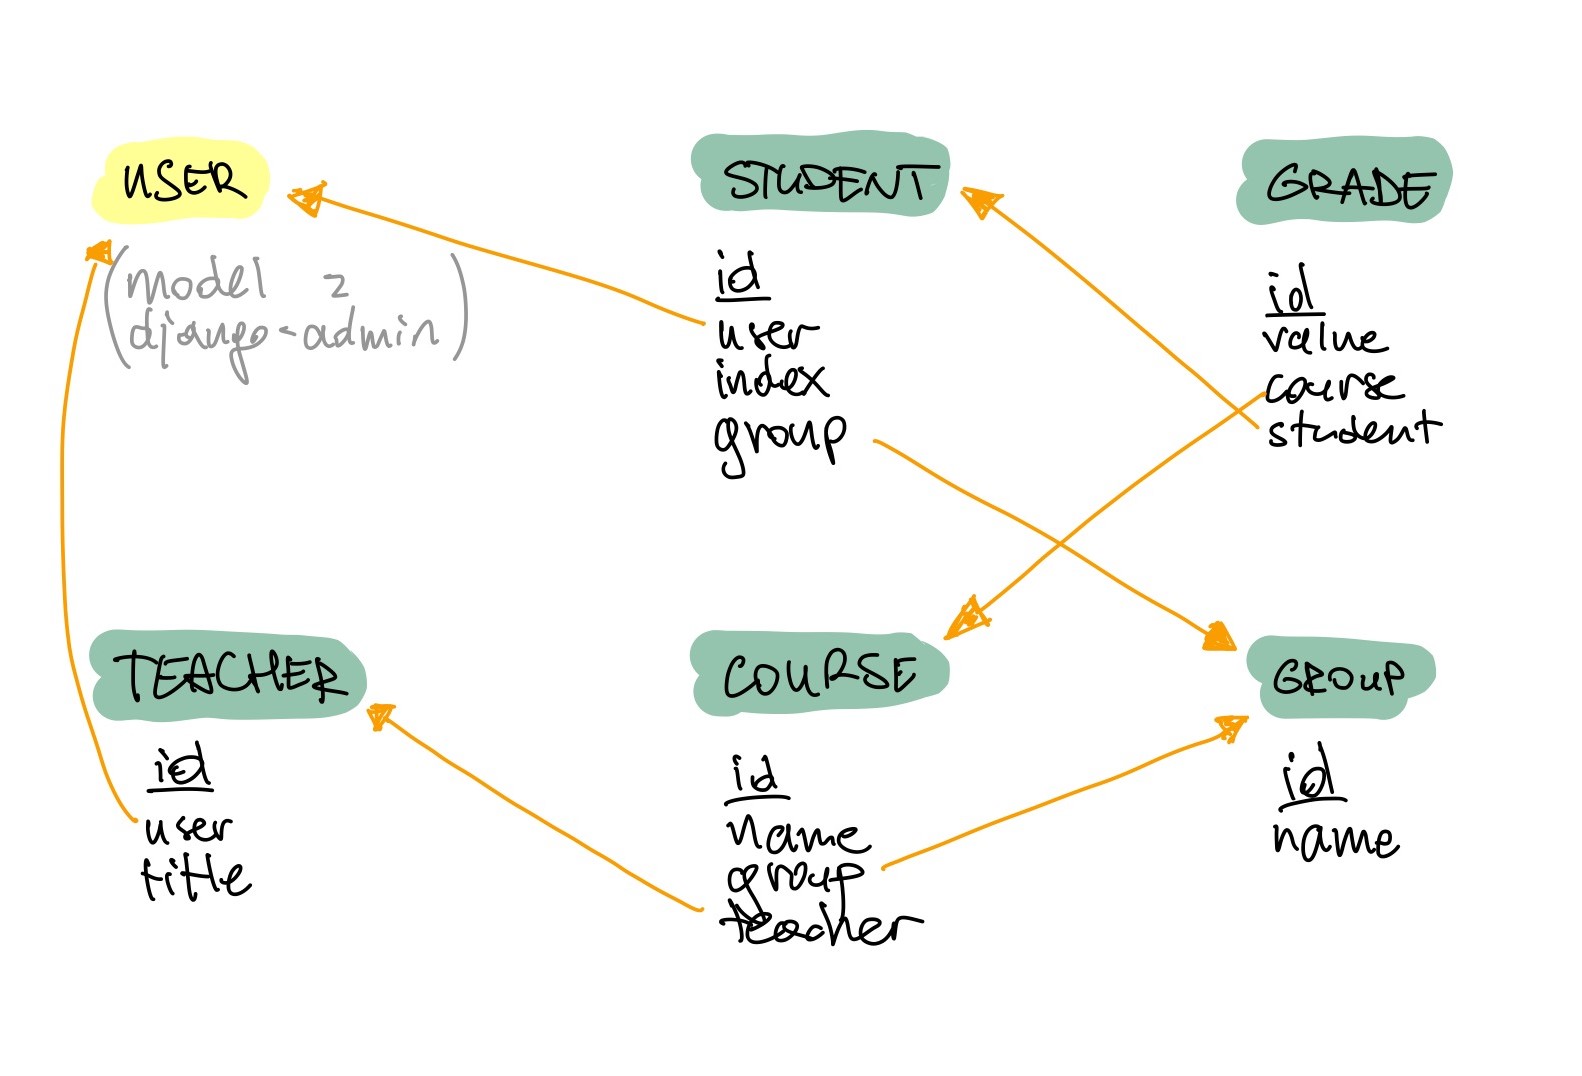 USER
(model z
django-admin)
STUDENT
id
user
index
group
GRADE
id
value
course
student
TEACHER
id
user
title
COURSE
id
name
group
teacher
GROUP
id
name